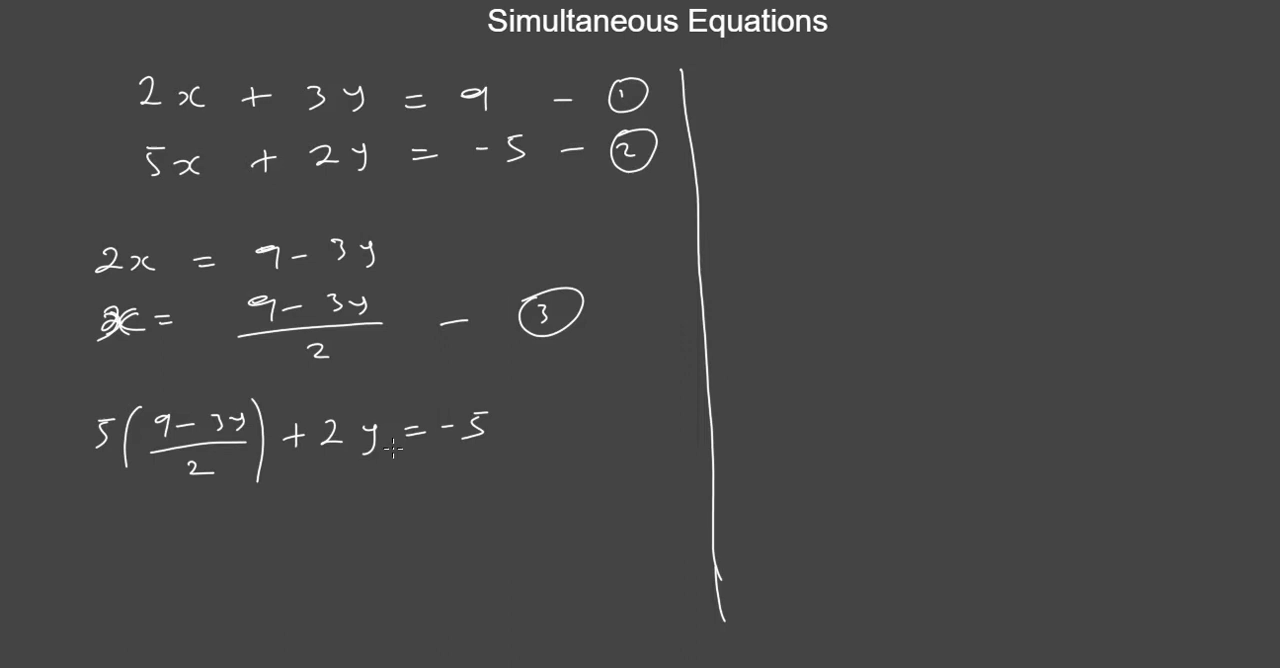 Simultaneous Equations
2x + 3y = 9 - ①
5x + 2y = -5 - ②
2x = 9 - 3y
x = (9 - 3y)/2 - ③
5((9 - 3y)/2) + 2y = -5